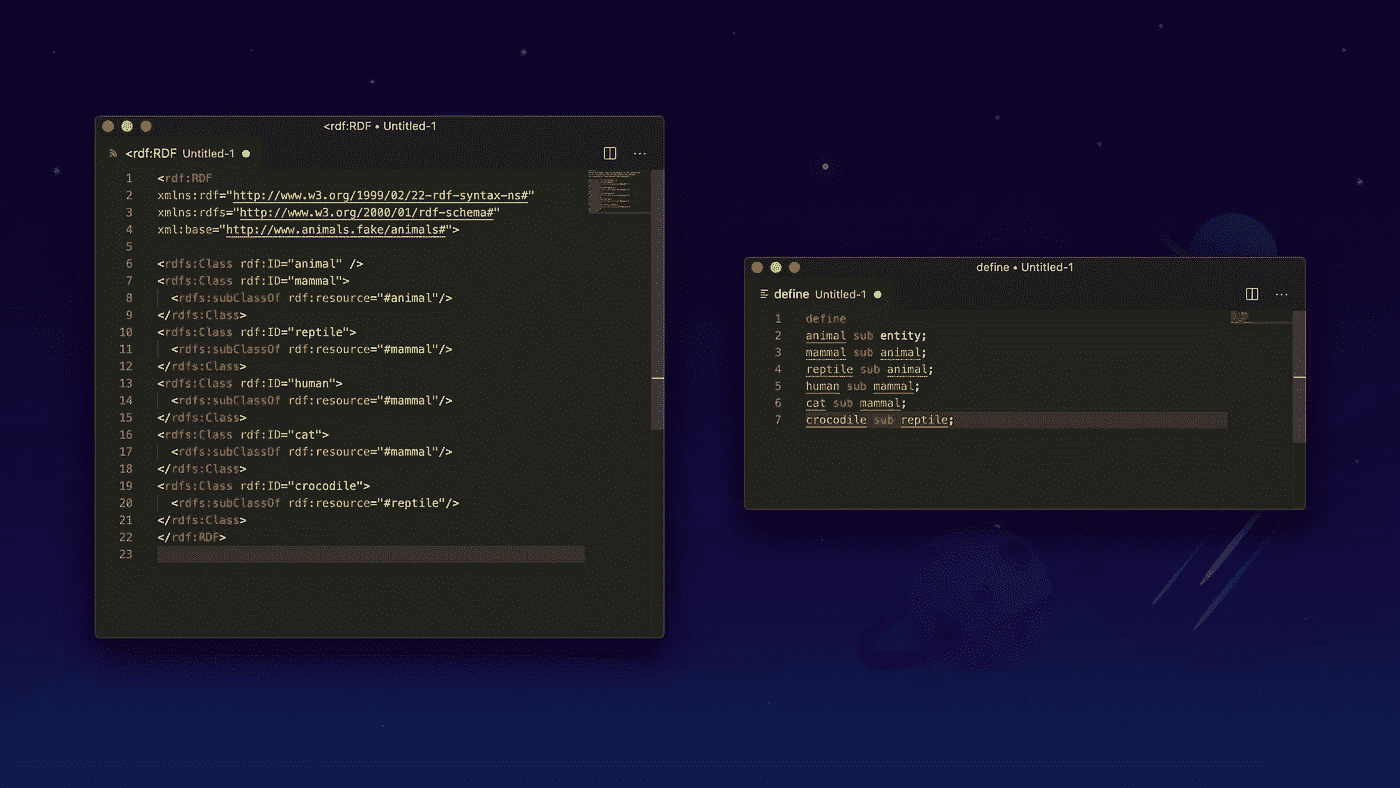 <rdf:RDF • Untitled-1
<rdf:RDF Untitled-1
1 <rdf:RDF
2 xmlns:rdf="http://www.w3.org/1999/02/22-rdf-syntax-ns#"
3 xmlns:rdfs="http://www.w3.org/2000/01/rdf-schema#"
4 xml:base="http://www.animals.fake/animals#">
5
6 <rdfs:Class rdf:ID="animal" />
7 <rdfs:Class rdf:ID="mammal">
8 <rdfs:subClassOf rdf:resource="#animal"/>
9 </rdfs:Class>
10 <rdfs:Class rdf:ID="reptile">
11 <rdfs:subClassOf rdf:resource="#mammal"/>
12 </rdfs:Class>
13 <rdfs:Class rdf:ID="human">
14 <rdfs:subClassOf rdf:resource="#mammal"/>
15 </rdfs:Class>
16 <rdfs:Class rdf:ID="cat">
17 <rdfs:subClassOf rdf:resource="#mammal"/>
18 </rdfs:Class>
19 <rdfs:Class rdf:ID="crocodile">
20 <rdfs:subClassOf rdf:resource="#reptile"/>
21 </rdfs:Class>
22 </rdf:RDF>
23
define • Untitled-1
define Untitled-1
1 define
2 animal sub entity;
3 mammal sub animal;
4 reptile sub animal;
5 human sub mammal;
6 cat sub mammal;
7 crocodile sub reptile;